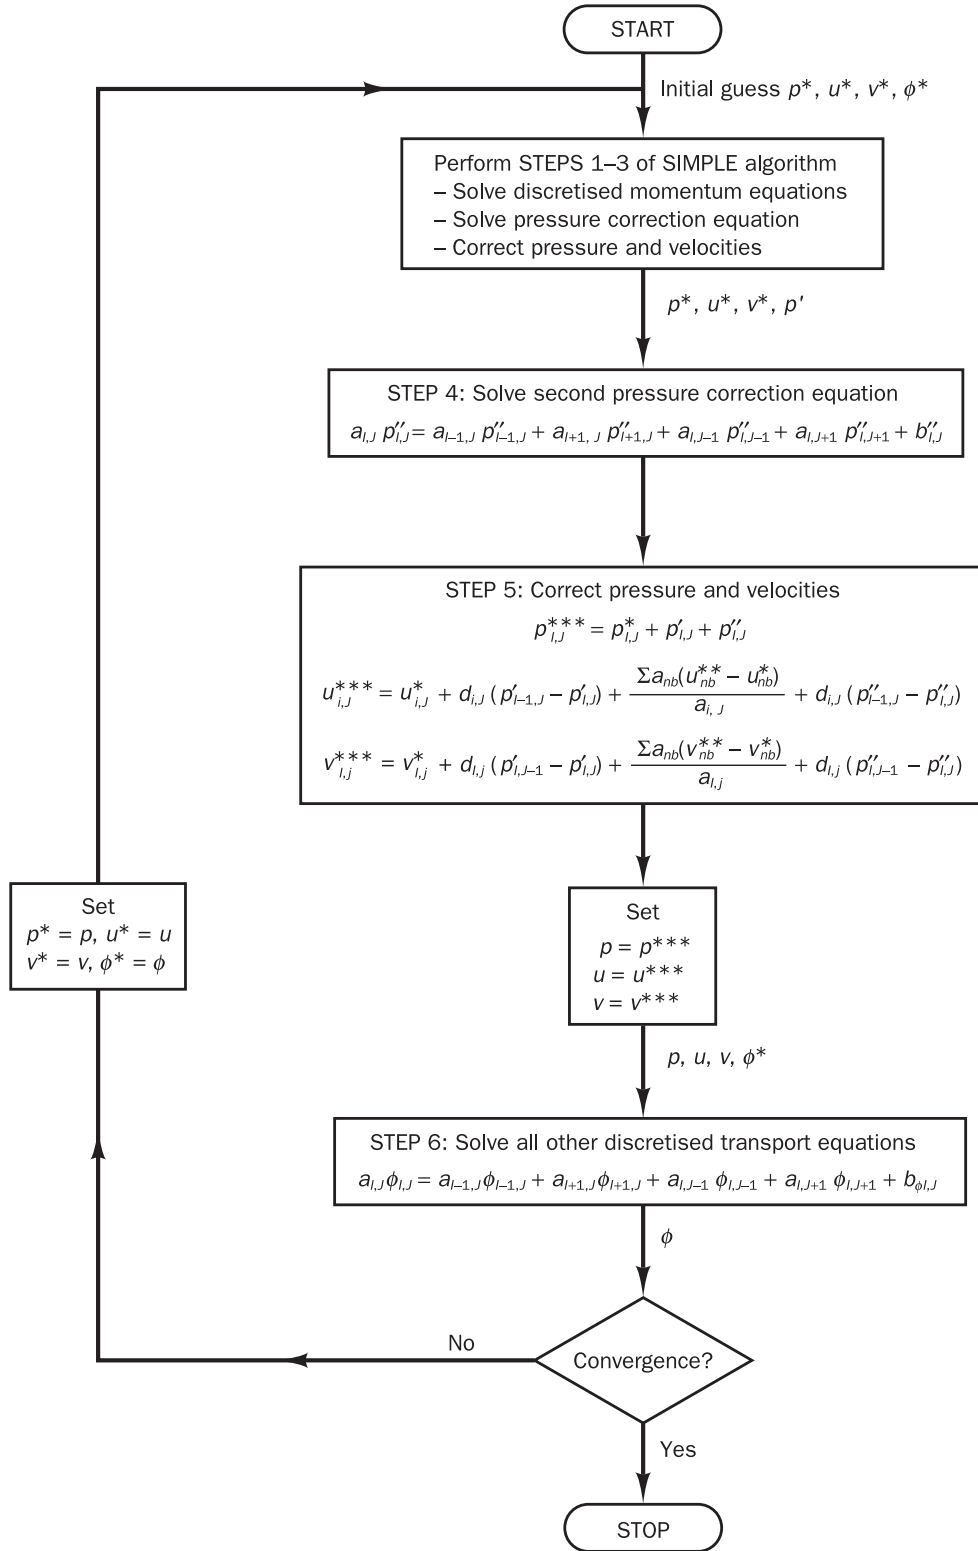 START
Initial guess p*, u*, v*, ϕ*
Perform STEPS 1–3 of SIMPLE algorithm
– Solve discretised momentum equations
– Solve pressure correction equation
– Correct pressure and velocities
p*, u*, v*, p′
STEP 4: Solve second pressure correction equation
a_{I,J} p″_{I,J} = a_{I–1,J} p″_{I–1,J} + a_{I+1,J} p″_{I+1,J} + a_{I,J–1} p″_{I,J–1} + a_{I,J+1} p″_{I,J+1} + b″_{I,J}
STEP 5: Correct pressure and velocities
p***_{I,J} = p*_{I,J} + p′_{I,J} + p″_{I,J}
u***_{i,J} = u*_{i,J} + d_{i,J} (p′_{I–1,J} – p′_{I,J}) + Σa_{nb}(u**_{nb} – u*_{nb}) / a_{i,J} + d_{i,J} (p″_{I–1,J} – p″_{I,J})
v***_{I,j} = v*_{I,j} + d_{I,j} (p′_{I,J–1} – p′_{I,J}) + Σa_{nb}(v**_{nb} – v*_{nb}) / a_{I,j} + d_{I,j} (p″_{I,J–1} – p″_{I,J})
Set
p* = p, u* = u
v* = v, ϕ* = ϕ
Set
p = p***
u = u***
v = v***
p, u, v, ϕ*
STEP 6: Solve all other discretised transport equations
a_{I,J}ϕ_{I,J} = a_{I–1,J}ϕ_{I–1,J} + a_{I+1,J}ϕ_{I+1,J} + a_{I,J–1} ϕ_{I,J–1} + a_{I,J+1} ϕ_{I,J+1} + b_{ϕI,J}
ϕ
No
Convergence?
Yes
STOP